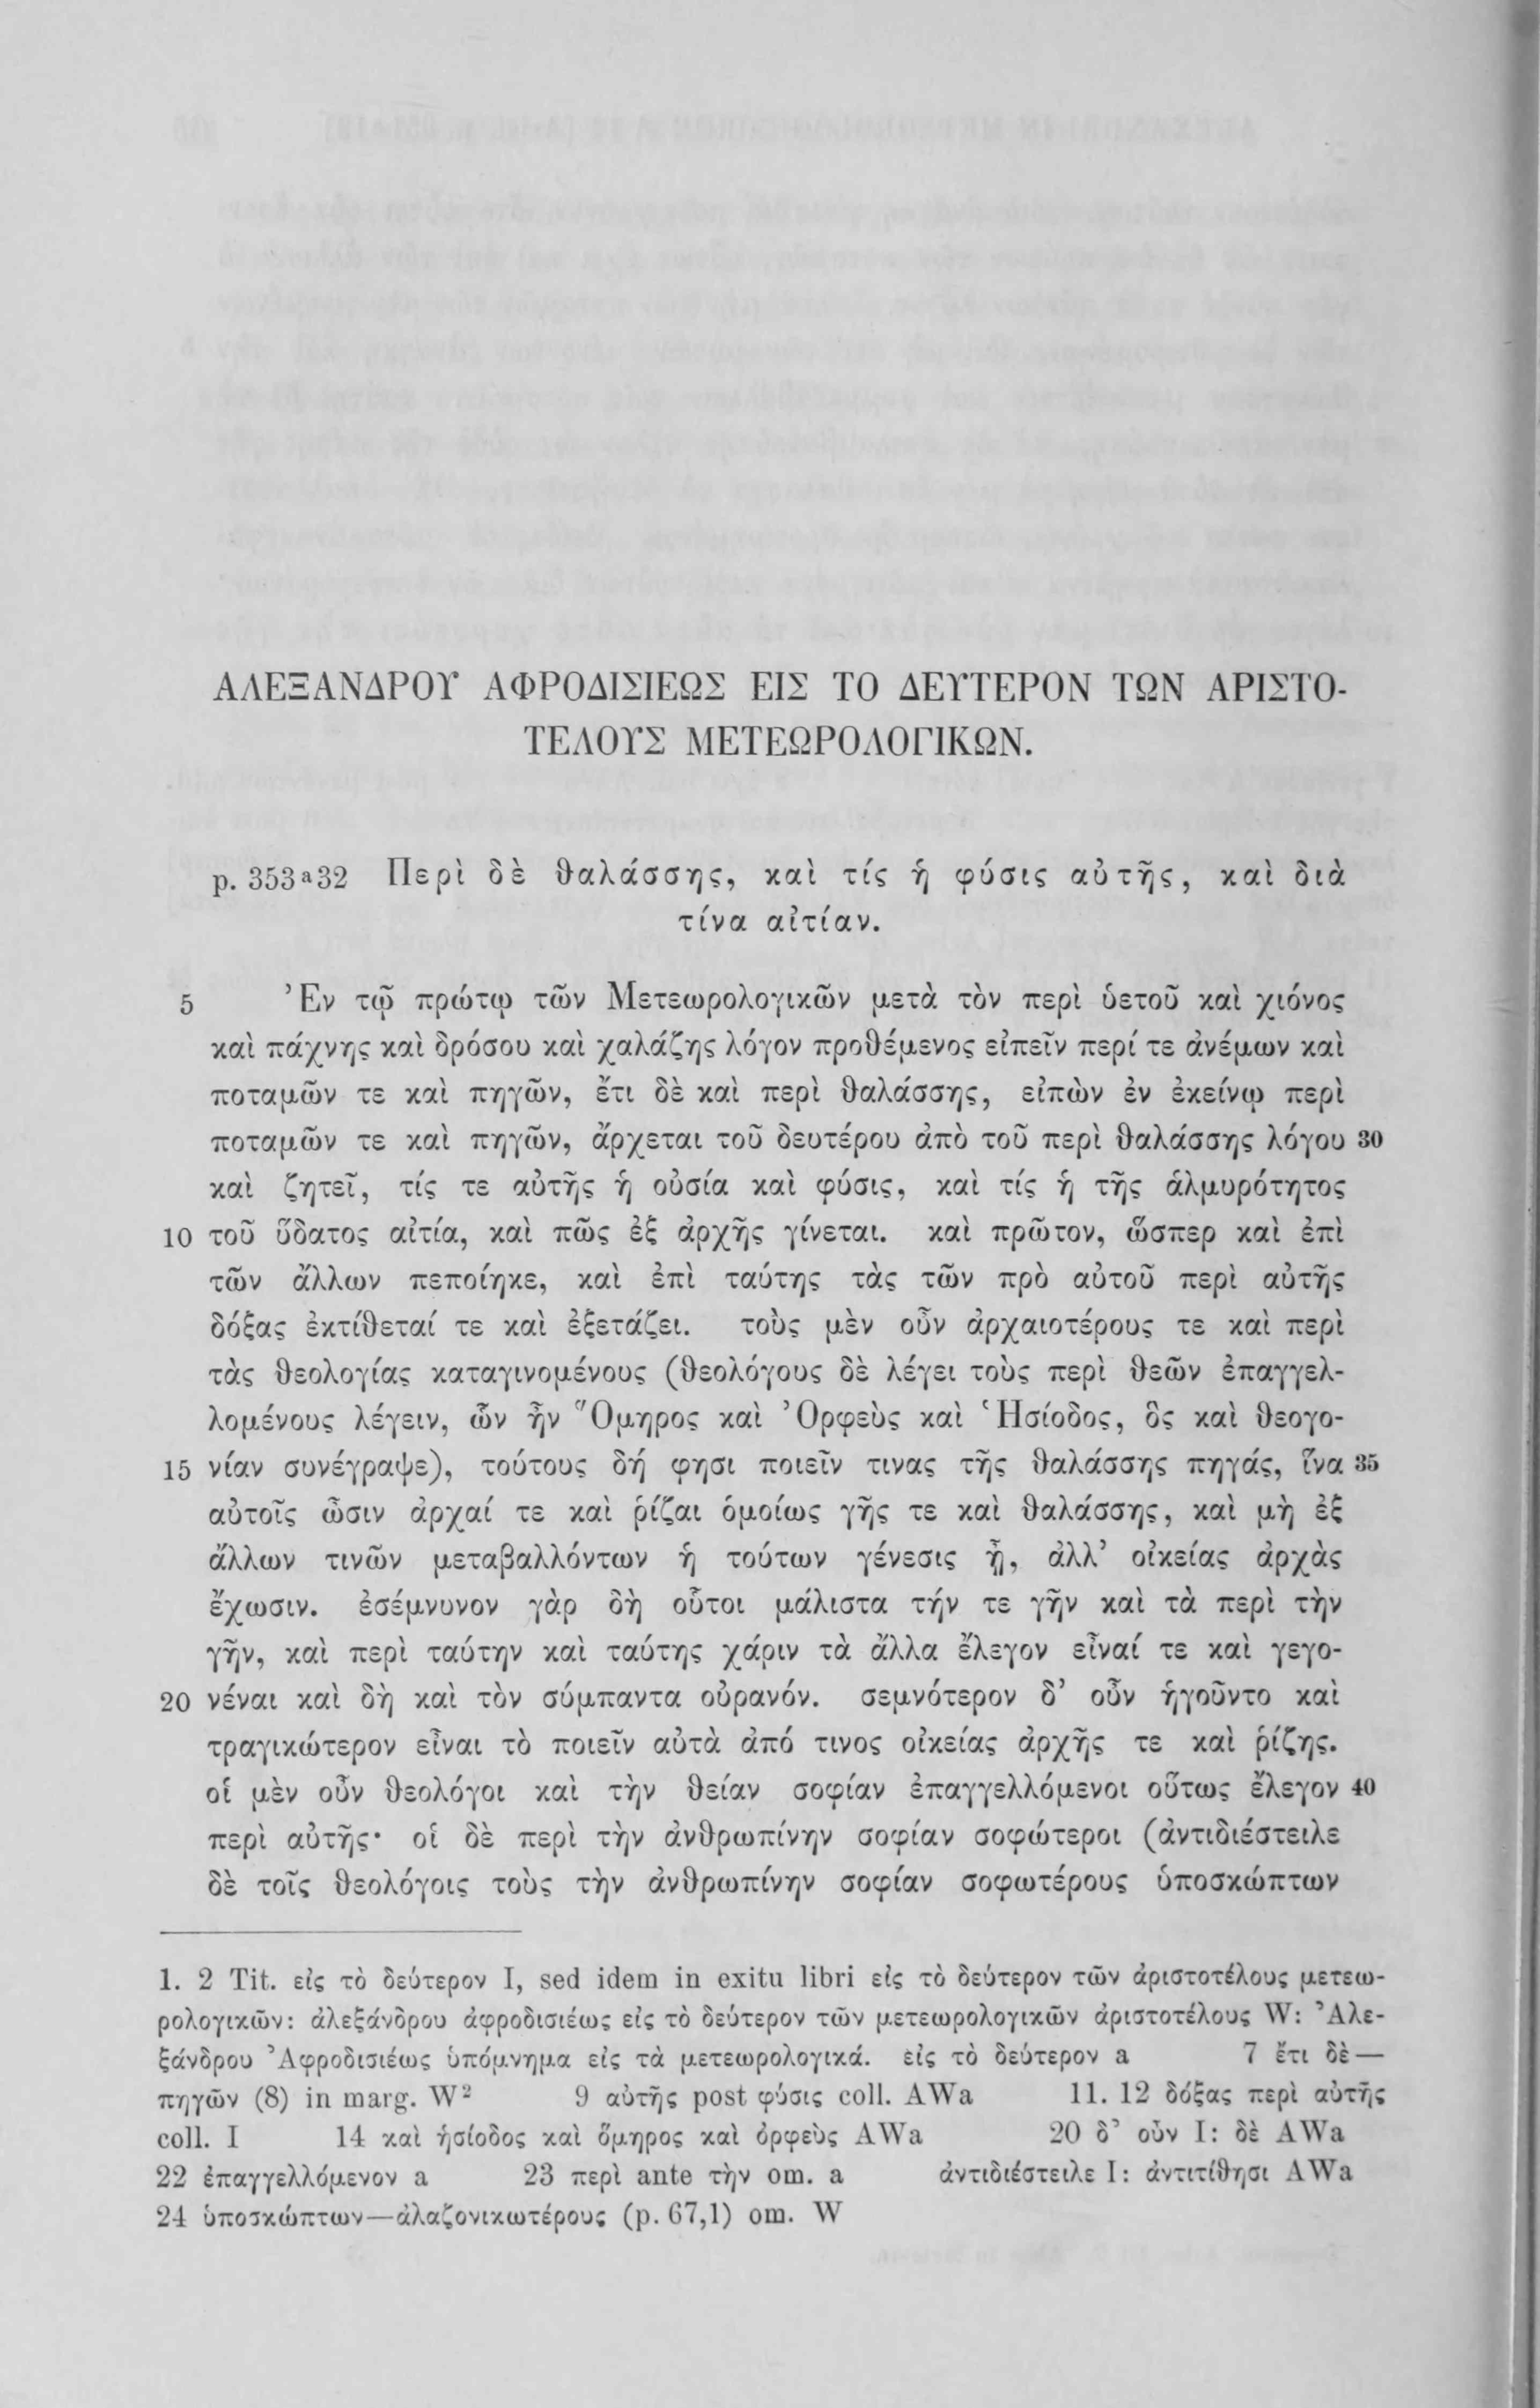 ΑΛΕΞΑΝΔΡΟΥ ΑΦΡΟΔΙΣΙΕΩΣ ΕΙΣ ΤΟ ΔΕΥΤΕΡΟΝ ΤΩΝ ΑΡΙΣΤΟ-
ΤΕΛΟΥΣ ΜΕΤΕΩΡΟΛΟΓΙΚΩΝ.
p. 353a32 Περὶ δὲ θαλάσσης, καὶ τίς ἡ φύσις αὐτῆς, καὶ διὰ
τίνα αἰτίαν.
5 Ἐν τῷ πρώτῳ τῶν Μετεωρολογικῶν μετὰ τὸν περὶ ὑετοῦ καὶ χιόνος
καὶ πάχνης καὶ δρόσου καὶ χαλάζης λόγον προθέμενος εἰπεῖν περί τε ἀνέμων καὶ
ποταμῶν τε καὶ πηγῶν, ἔτι δὲ καὶ περὶ θαλάσσης, εἰπὼν ἐν ἐκείνῳ περὶ
ποταμῶν τε καὶ πηγῶν, ἄρχεται τοῦ δευτέρου ἀπὸ τοῦ περὶ θαλάσσης λόγου 30
καὶ ζητεῖ, τίς τε αὐτῆς ἡ οὐσία καὶ φύσις, καὶ τίς ἡ τῆς ἁλμυρότητος
10 τοῦ ὕδατος αἰτία, καὶ πῶς ἐξ ἀρχῆς γίνεται. καὶ πρῶτον, ὥσπερ καὶ ἐπὶ
τῶν ἄλλων πεποίηκε, καὶ ἐπὶ ταύτης τὰς τῶν πρὸ αὐτοῦ περὶ αὐτῆς
δόξας ἐκτίθεταί τε καὶ ἐξετάζει. τοὺς μὲν οὖν ἀρχαιοτέρους τε καὶ περὶ
τὰς θεολογίας καταγινομένους (θεολόγους δὲ λέγει τοὺς περὶ θεῶν ἐπαγγελ-
λομένους λέγειν, ὧν ἦν Ὅμηρος καὶ Ὀρφεὺς καὶ Ἡσίοδος, ὃς καὶ θεογο-
15 νίαν συνέγραψε), τούτους δή φησι ποιεῖν τινας τῆς θαλάσσης πηγάς, ἵνα 35
αὐτοῖς ὦσιν ἀρχαί τε καὶ ῥίζαι ὁμοίως γῆς τε καὶ θαλάσσης, καὶ μὴ ἐξ
ἄλλων τινῶν μεταβαλλόντων ἡ τούτων γένεσις ᾖ, ἀλλ’ οἰκείας ἀρχὰς
ἔχωσιν. ἐσέμνυνον γὰρ δὴ οὗτοι μάλιστα τήν τε γῆν καὶ τὰ περὶ τὴν
γῆν, καὶ περὶ ταύτην καὶ ταύτης χάριν τὰ ἄλλα ἔλεγον εἶναί τε καὶ γεγο-
20 νέναι καὶ δὴ καὶ τὸν σύμπαντα οὐρανόν. σεμνότερον δ’ οὖν ἡγοῦντο καὶ
τραγικώτερον εἶναι τὸ ποιεῖν αὐτὰ ἀπό τινος οἰκείας ἀρχῆς τε καὶ ῥίζης.
οἱ μὲν οὖν θεολόγοι καὶ τὴν θείαν σοφίαν ἐπαγγελλόμενοι οὕτως ἔλεγον 40
περὶ αὐτῆς· οἱ δὲ περὶ τὴν ἀνθρωπίνην σοφίαν σοφώτεροι (ἀντιδιέστειλε
δὲ τοῖς θεολόγοις τοὺς τὴν ἀνθρωπίνην σοφίαν σοφωτέρους ὑποσκώπτων
1. 2 Tit. εἰς τὸ δεύτερον I, sed idem in exitu libri εἰς τὸ δεύτερον τῶν ἀριστοτέλους μετεω-
ρολογικῶν: ἀλεξάνδρου ἀφροδισιέως εἰς τὸ δεύτερον τῶν μετεωρολογικῶν ἀριστοτέλους W: Ἀλε-
ξάνδρου Ἀφροδισιέως ὑπόμνημα εἰς τὰ μετεωρολογικά. εἰς τὸ δεύτερον a 7 ἔτι δὲ—
πηγῶν (8) in marg. W² 9 αὐτῆς post φύσις coll. AWa 11. 12 δόξας περὶ αὐτῆς
coll. I 14 καὶ ἡσίοδος καὶ ὅμηρος καὶ ὀρφεὺς AWa 20 δ’ οὖν I: δὲ AWa
22 ἐπαγγελλόμενον a 23 περὶ ante τὴν om. a ἀντιδιέστειλε I: ἀντιτίθησι AWa
24 ὑποσκώπτων—ἀλαζονικωτέρους (p. 67,1) om. W